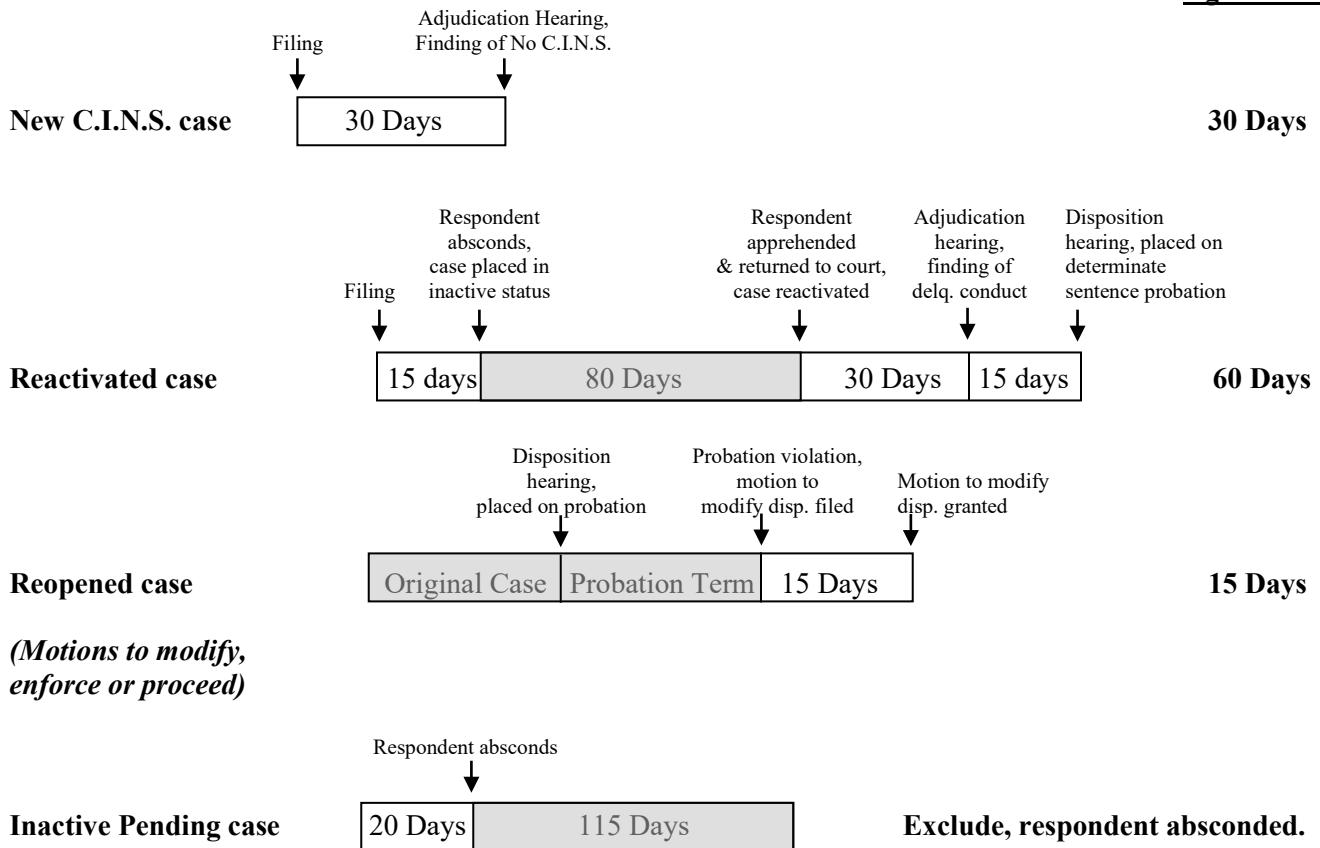 Adjudication Hearing,
Filing Finding of No C.I.N.S.
New C.I.N.S. case 30 Days 30 Days
Respondent
absconds,
case placed in
inactive status
Respondent
apprehended
& returned to court,
case reactivated
Adjudication
hearing,
finding of
delq. conduct
Disposition
hearing, placed on
determinate
sentence probation
Filing
Reactivated case 15 days 80 Days 30 Days 15 days 60 Days
Disposition
hearing,
placed on probation
Probation violation,
motion to
modify disp. filed
Motion to modify
disp. granted
Reopened case Original Case Probation Term 15 Days 15 Days
(Motions to modify,
enforce or proceed)
Respondent absconds
Inactive Pending case 20 Days 115 Days Exclude, respondent absconded.